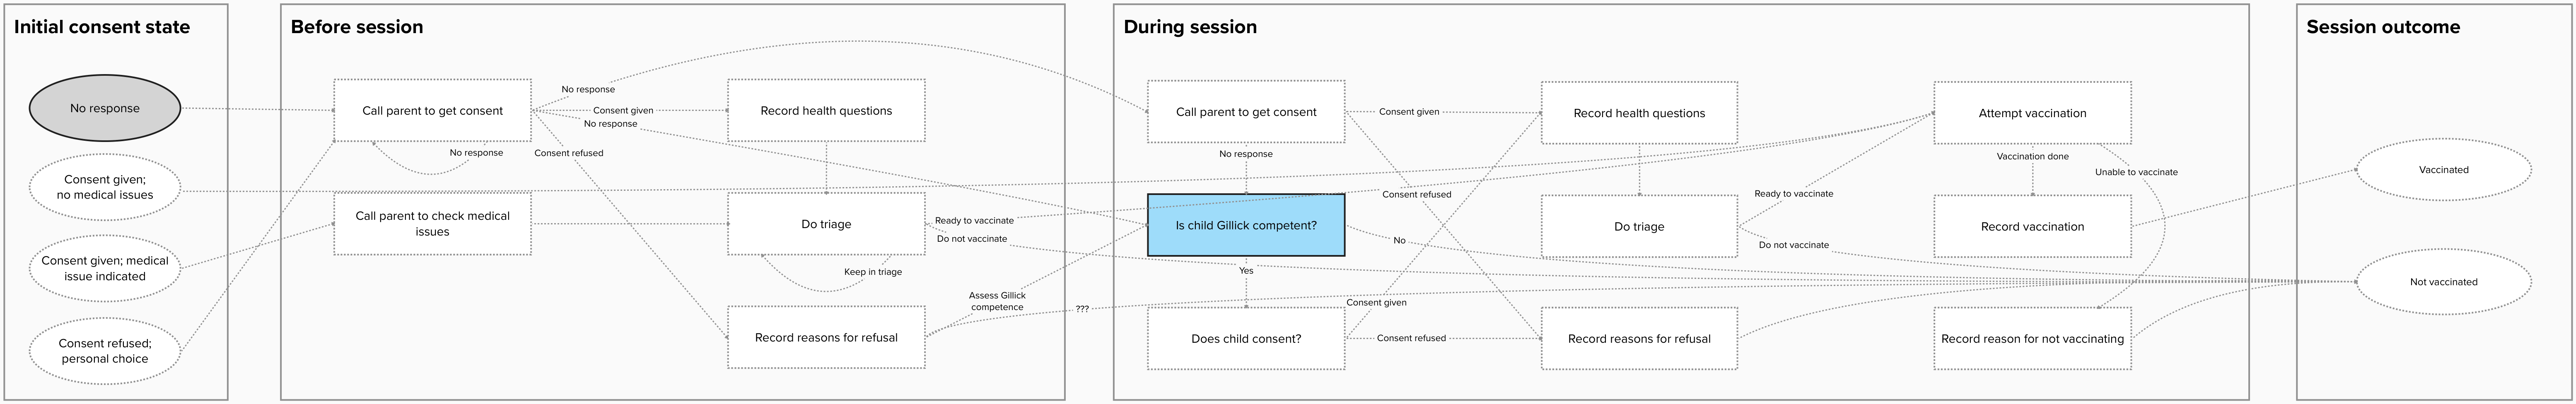 Initial consent state
No response
Consent given;
no medical issues
Consent given; medical
issue indicated
Consent refused;
personal choice
Before session
Call parent to get consent
No response
Consent given
No response
No response
Consent refused
Record health questions
Call parent to check medical
issues
Do triage
Ready to vaccinate
Do not vaccinate
Keep in triage
Assess Gillick
competence
Record reasons for refusal
???
During session
Call parent to get consent
Consent given
No response
Consent refused
Is child Gillick competent?
No
Yes
Consent given
Does child consent?
Consent refused
Record health questions
Do triage
Ready to vaccinate
Do not vaccinate
Record reasons for refusal
Attempt vaccination
Vaccination done
Unable to vaccinate
Record vaccination
Record reason for not vaccinating
Session outcome
Vaccinated
Not vaccinated